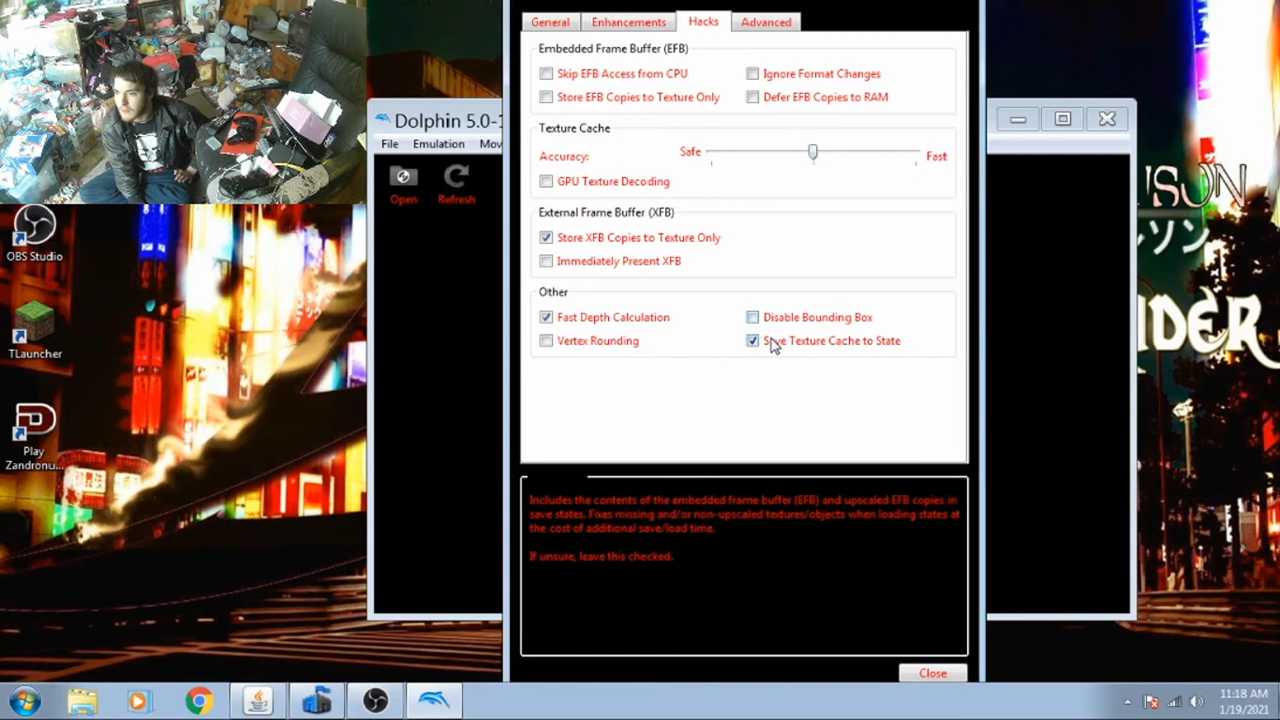 General
Enhancements
Hacks
Advanced
Embedded Frame Buffer (EFB)
Skip EFB Access from CPU
Ignore Format Changes
Store EFB Copies to Texture Only
Defer EFB Copies to RAM
Texture Cache
Accuracy:
Safe
Fast
GPU Texture Decoding
External Frame Buffer (XFB)
Store XFB Copies to Texture Only
Immediately Present XFB
Other
Fast Depth Calculation
Disable Bounding Box
Vertex Rounding
Save Texture Cache to State
Includes the contents of the embedded frame buffer (EFB) and upscaled EFB copies in
save states. Fixes missing and/or non-upscaled textures/objects when loading states at
the cost of additional save/load time.
If unsure, leave this checked.
Close
Dolphin 5.0-
File
Emulation
Mov
Open
Refresh
OBS Studio
TLauncher
Play
Zandronu...
ソン
DER
11:18 AM
1/19/2021